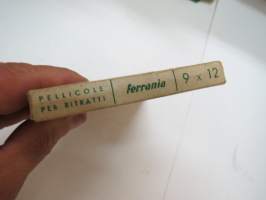 PELLICOLE
PER RITRATTI
Ferrania
9 x 12